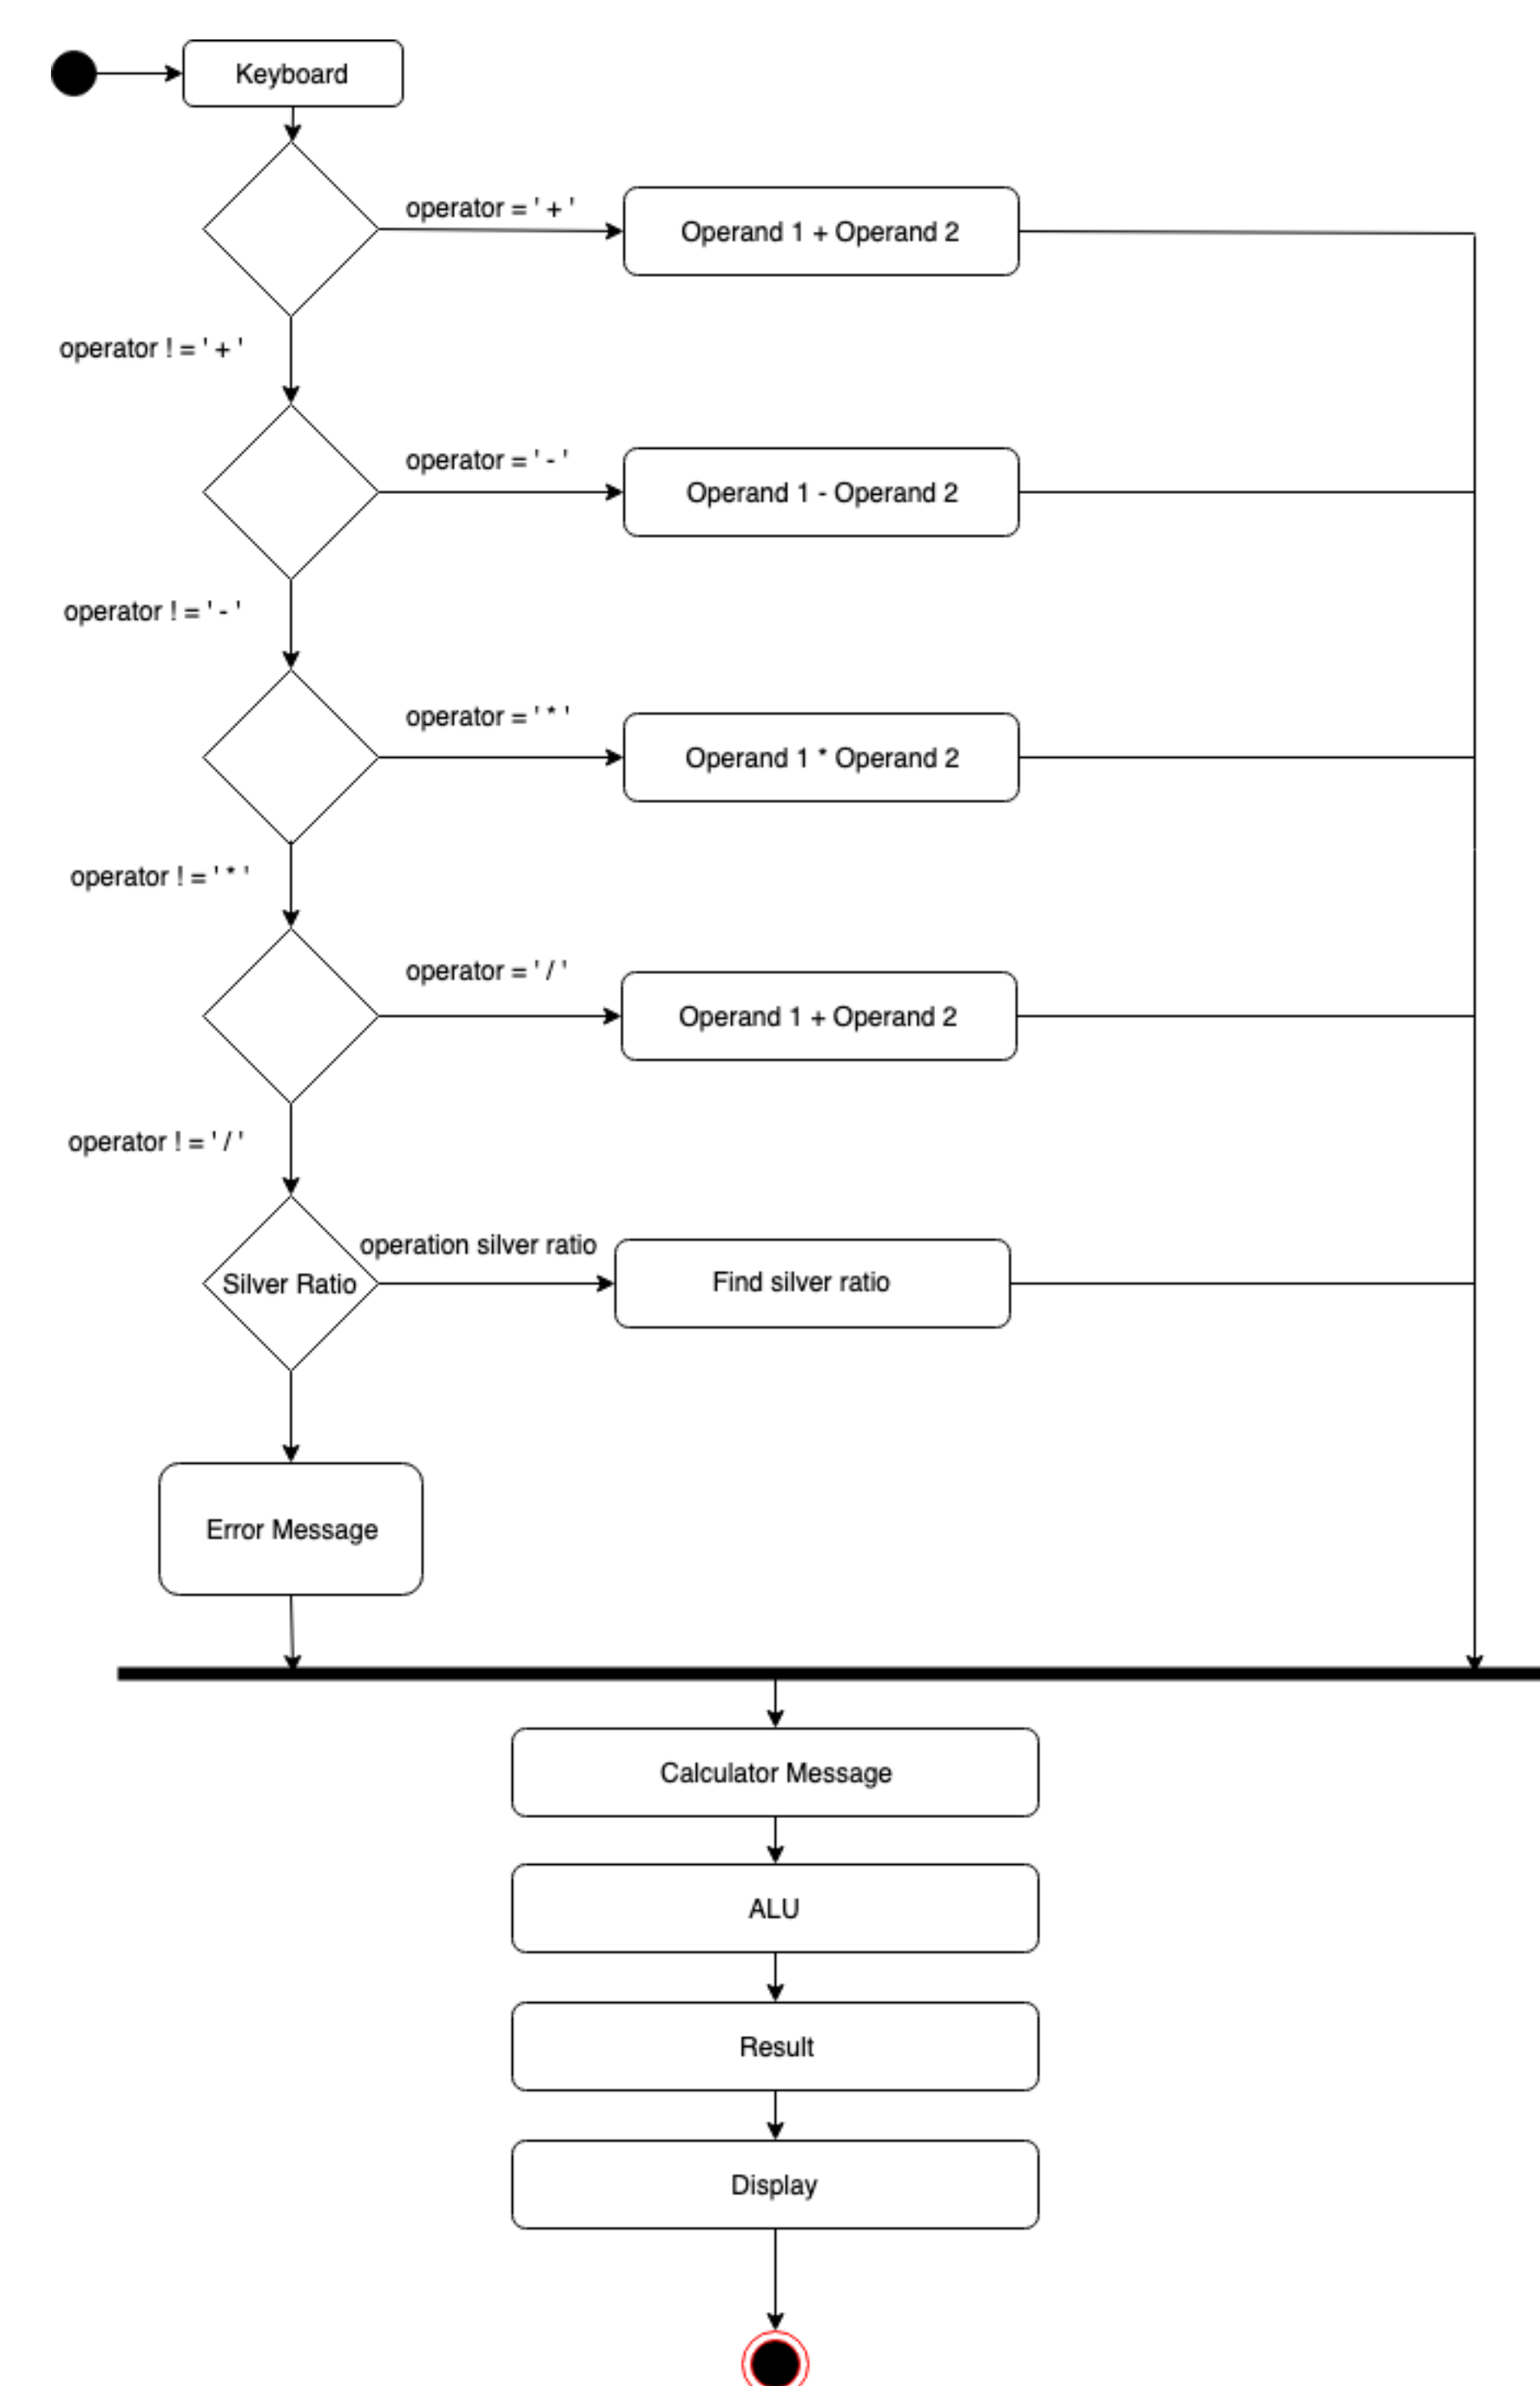 Keyboard
operator = ' + '
Operand 1 + Operand 2
operator ! = ' + '
operator = ' - '
Operand 1 - Operand 2
operator ! = ' - '
operator = ' * '
Operand 1 * Operand 2
operator ! = ' * '
operator = ' / '
Operand 1 + Operand 2
operator ! = ' / '
operation silver ratio
Silver Ratio
Find silver ratio
Error Message
Calculator Message
ALU
Result
Display